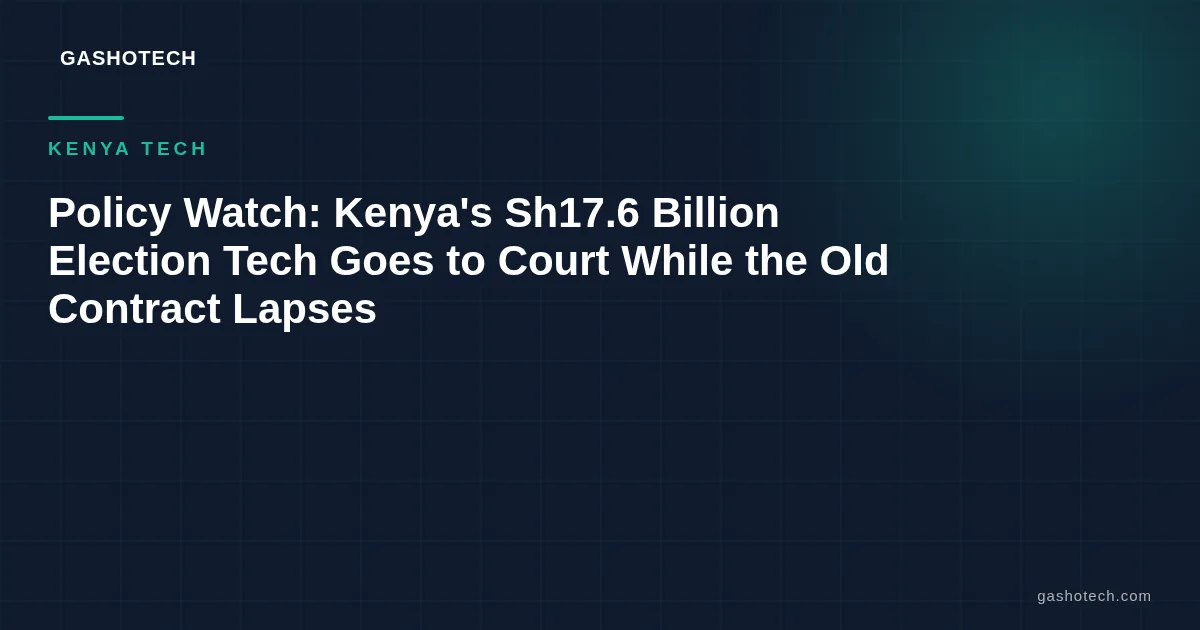 GASHOTECH
KENYA TECH
Policy Watch: Kenya's Sh17.6 Billion
Election Tech Goes to Court While the Old
Contract Lapses
gashotech.com